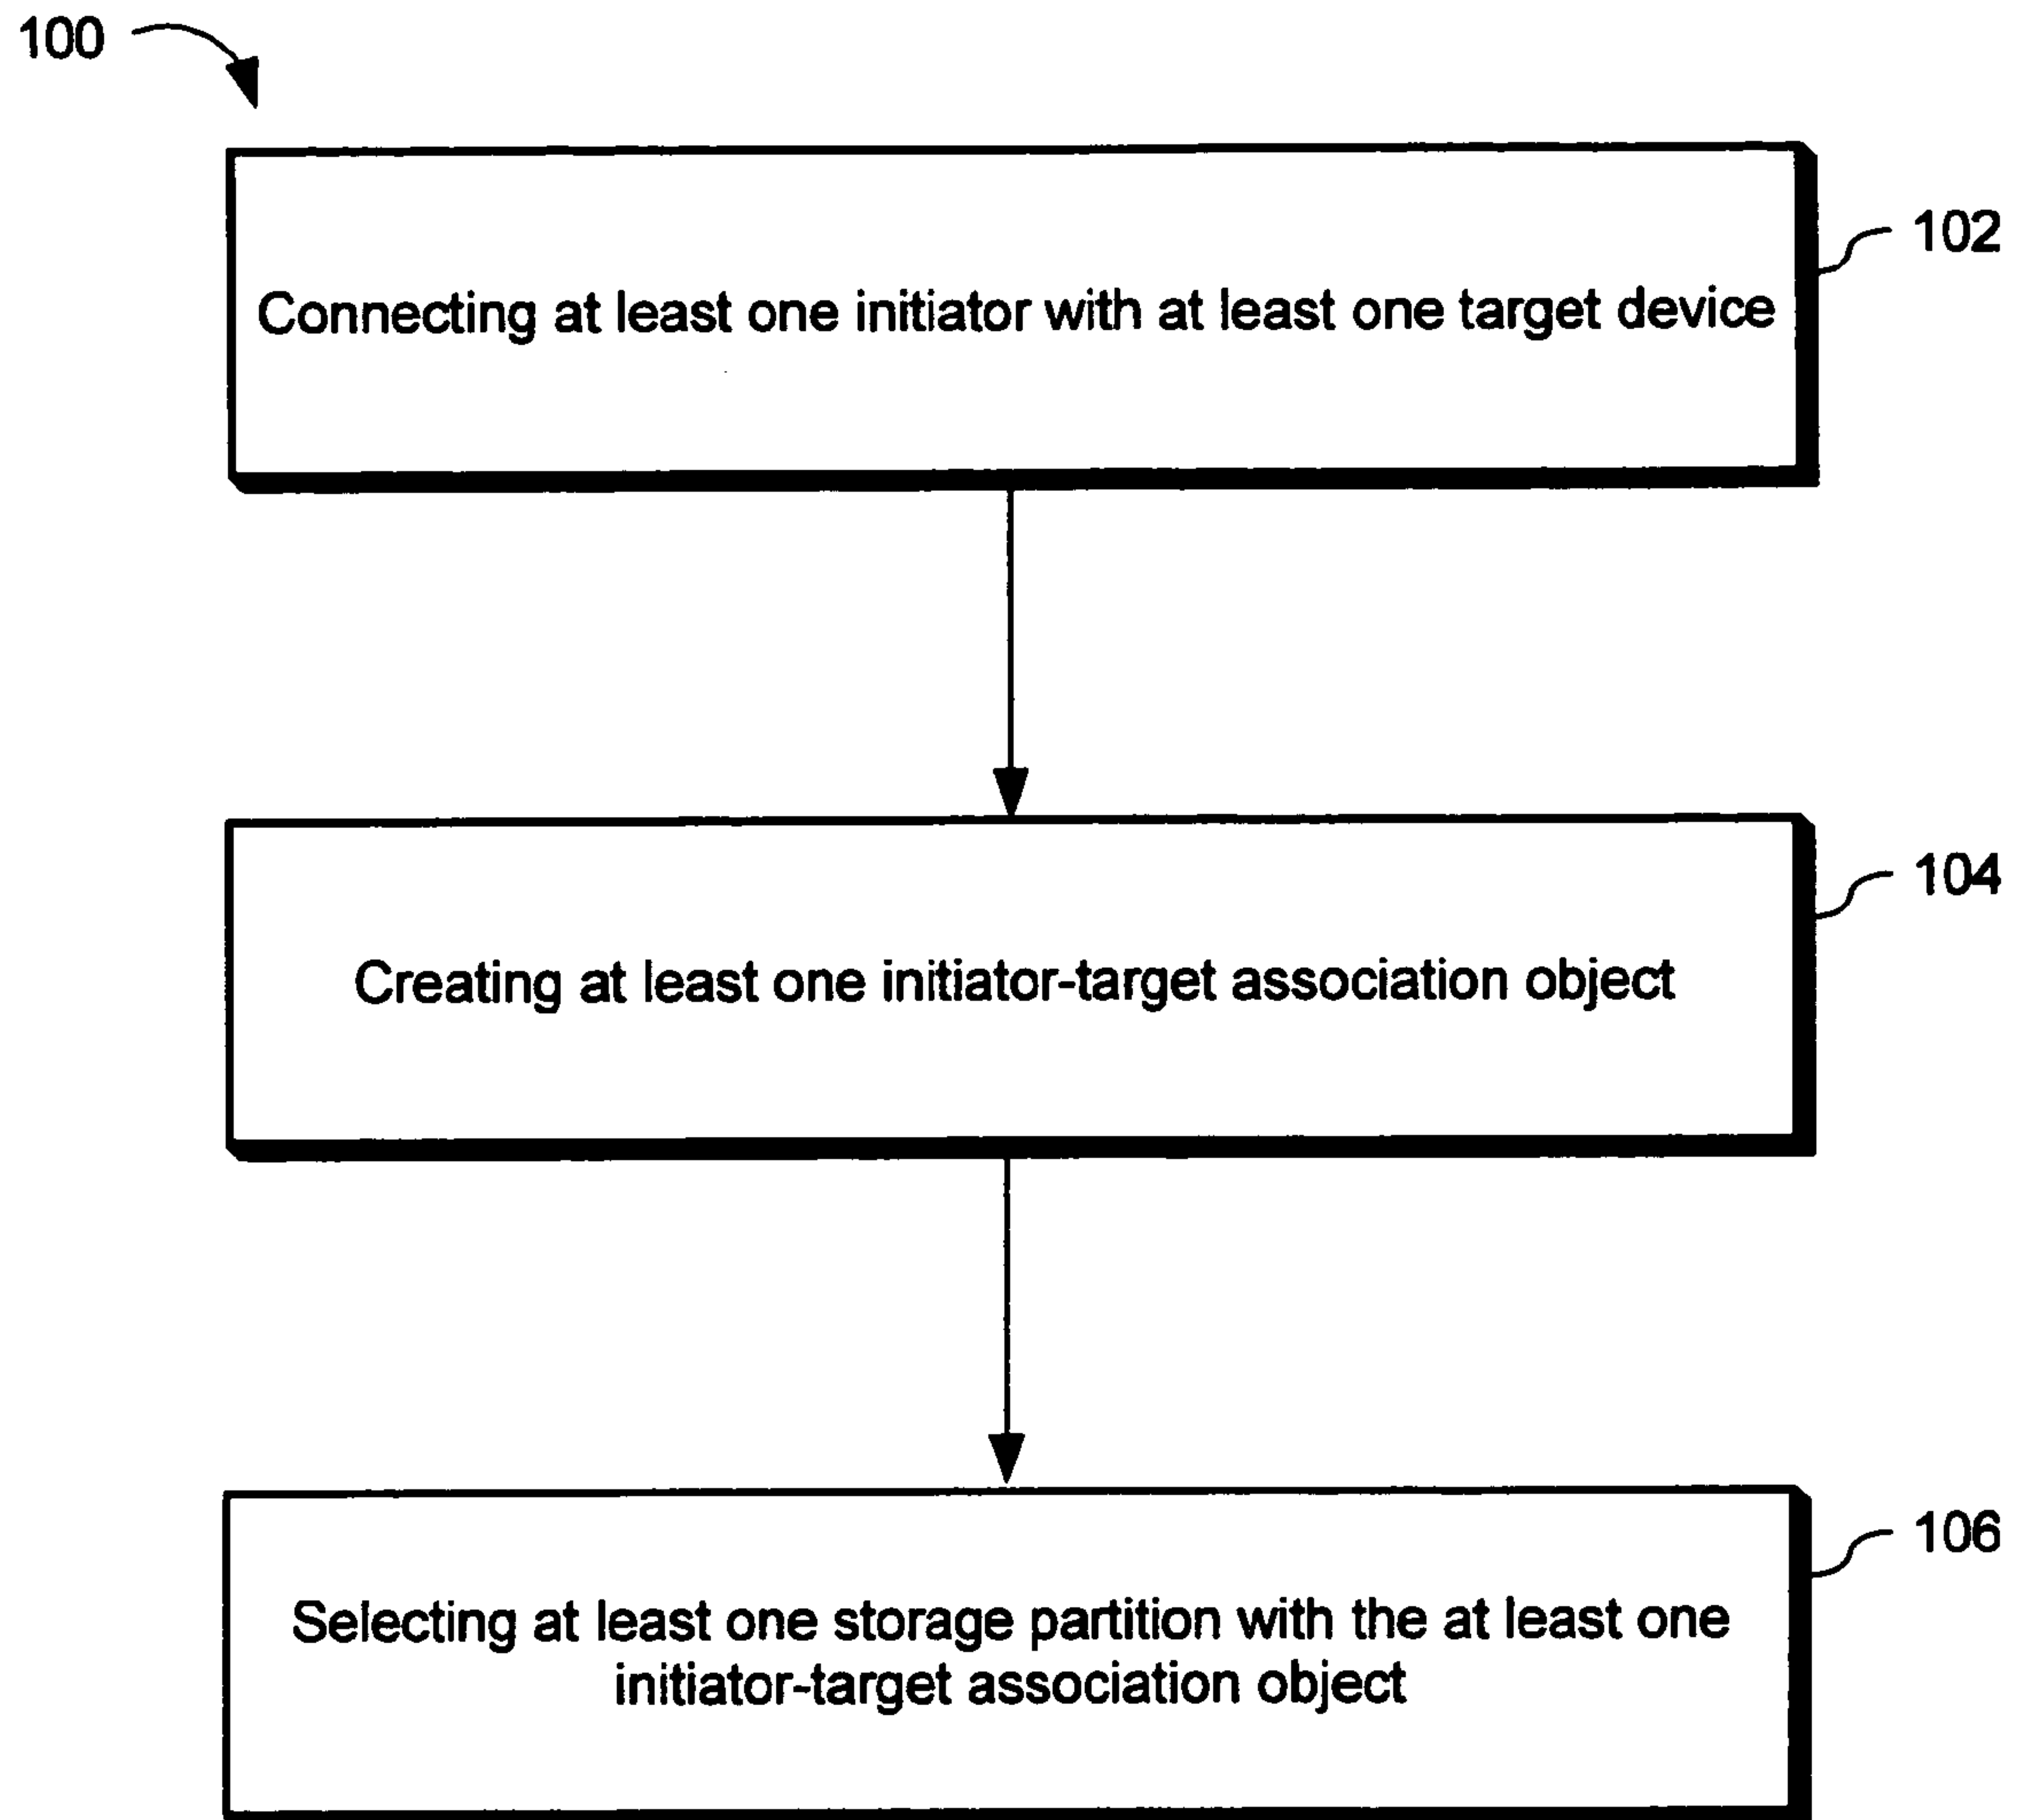 100
102
Connecting at least one initiator with at least one target device
104
Creating at least one initiator-target association object
106
Selecting at least one storage partition with the at least one
initiator-target association object